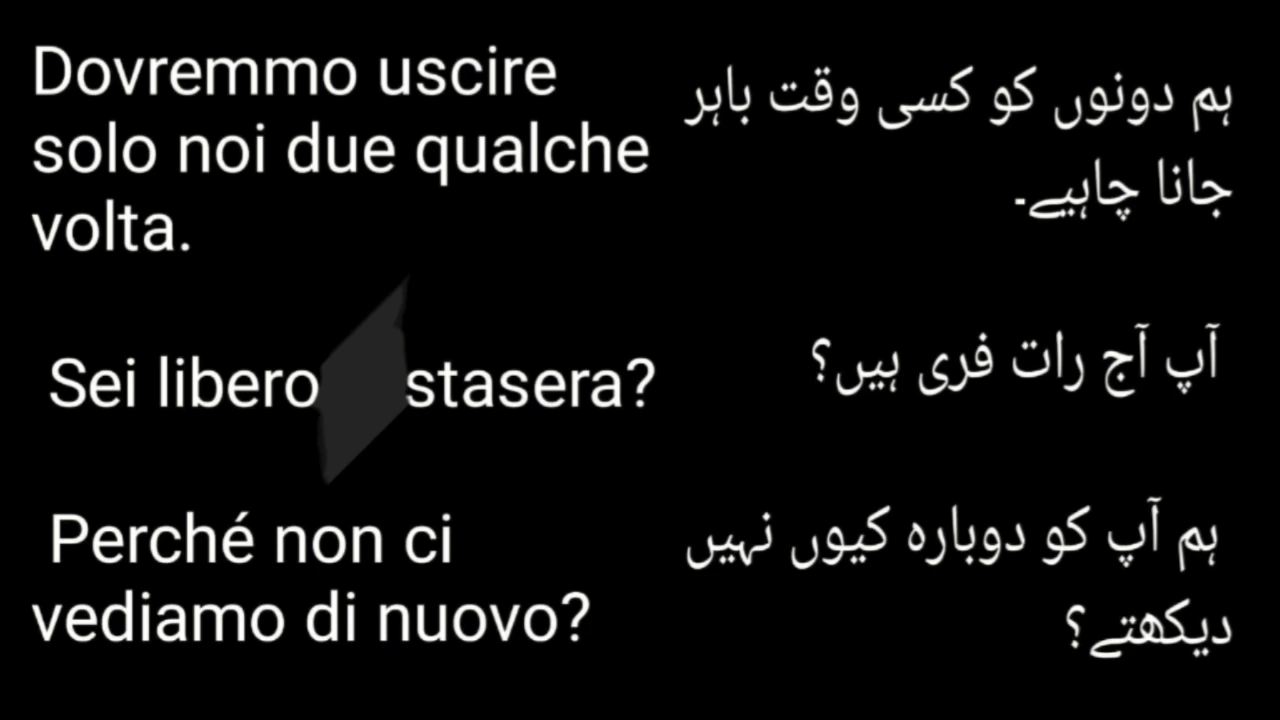 Dovremmo uscire
solo noi due qualche
volta.
ہم دونوں کو کسی وقت باہر
جانا چاہیے۔
Sei libero stasera?
آپ آج رات فری ہیں؟
Perché non ci
vediamo di nuovo?
ہم آپ کو دوبارہ کیوں نہیں
دیکھتے؟